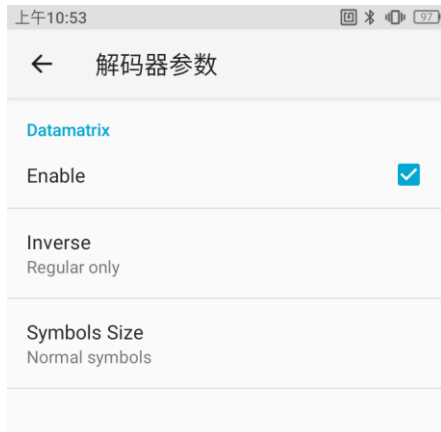 上午10:53
97
解码器参数
Datamatrix
Enable
Inverse
Regular only
Symbols Size
Normal symbols